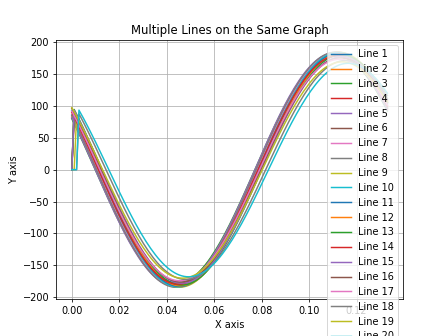 Multiple Lines on the Same Graph
200
150
100
50
0
−50
−100
−150
−200
Y axis
0.00
0.02
0.04
0.06
0.08
0.10
X axis
Line 1
Line 2
Line 3
Line 4
Line 5
Line 6
Line 7
Line 8
Line 9
Line 10
Line 11
Line 12
Line 13
Line 14
Line 15
Line 16
Line 17
Line 18
Line 19
Line 20